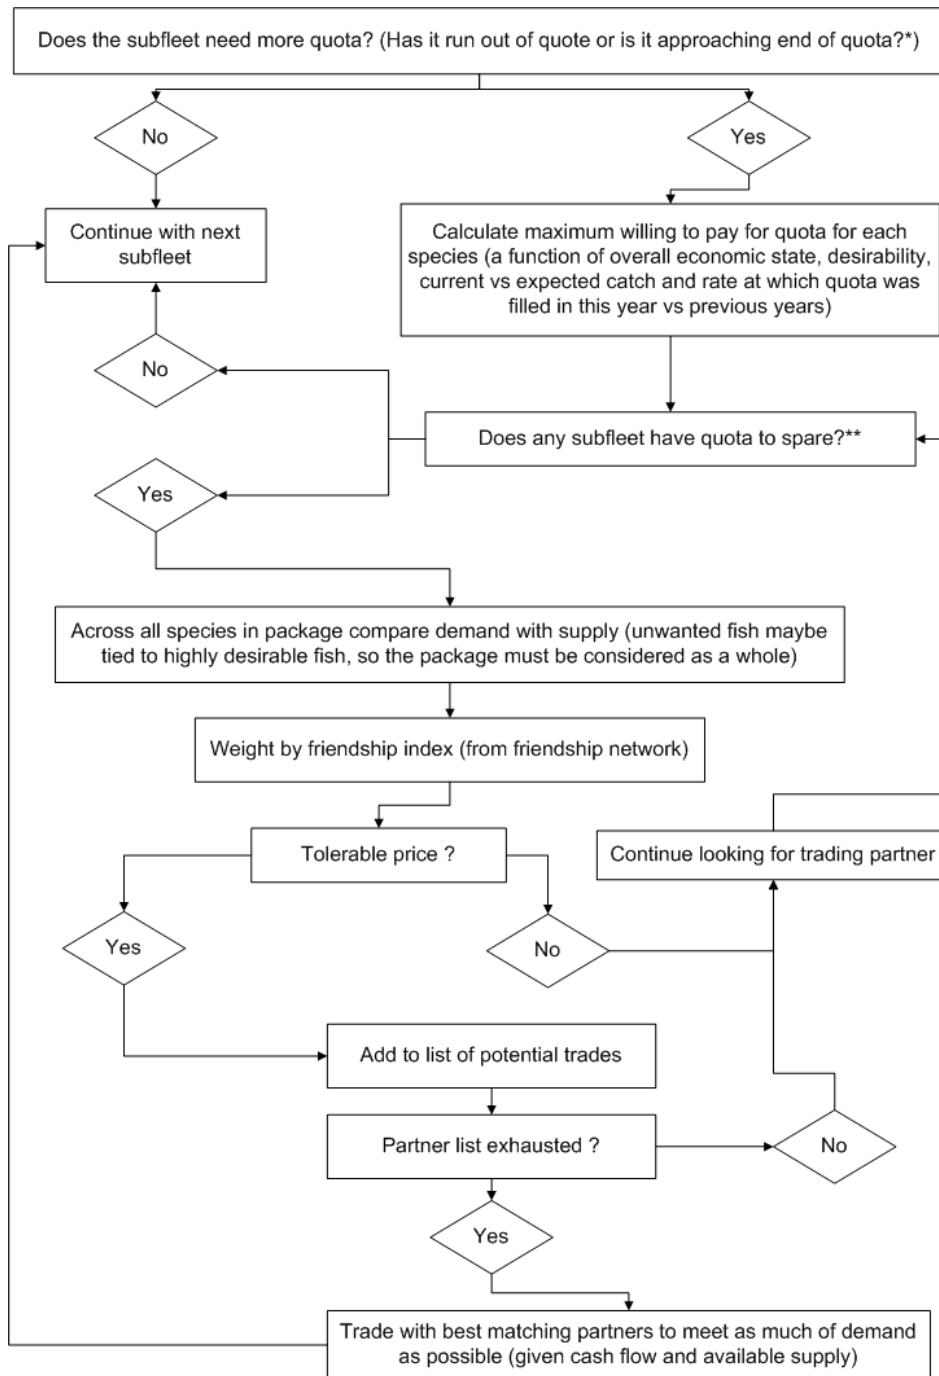 Does the subfleet need more quota? (Has it run out of quote or is it approaching end of quota?*)
No
Yes
Continue with next
subfleet
Calculate maximum willing to pay for quota for each
species (a function of overall economic state, desirability,
current vs expected catch and rate at which quota was
filled in this year vs previous years)
No
Does any subfleet have quota to spare?**
Yes
Across all species in package compare demand with supply (unwanted fish maybe
tied to highly desirable fish, so the package must be considered as a whole)
Weight by friendship index (from friendship network)
Tolerable price ?
Continue looking for trading partner
Yes
No
Add to list of potential trades
Partner list exhausted ?
No
Yes
Trade with best matching partners to meet as much of demand
as possible (given cash flow and available supply)